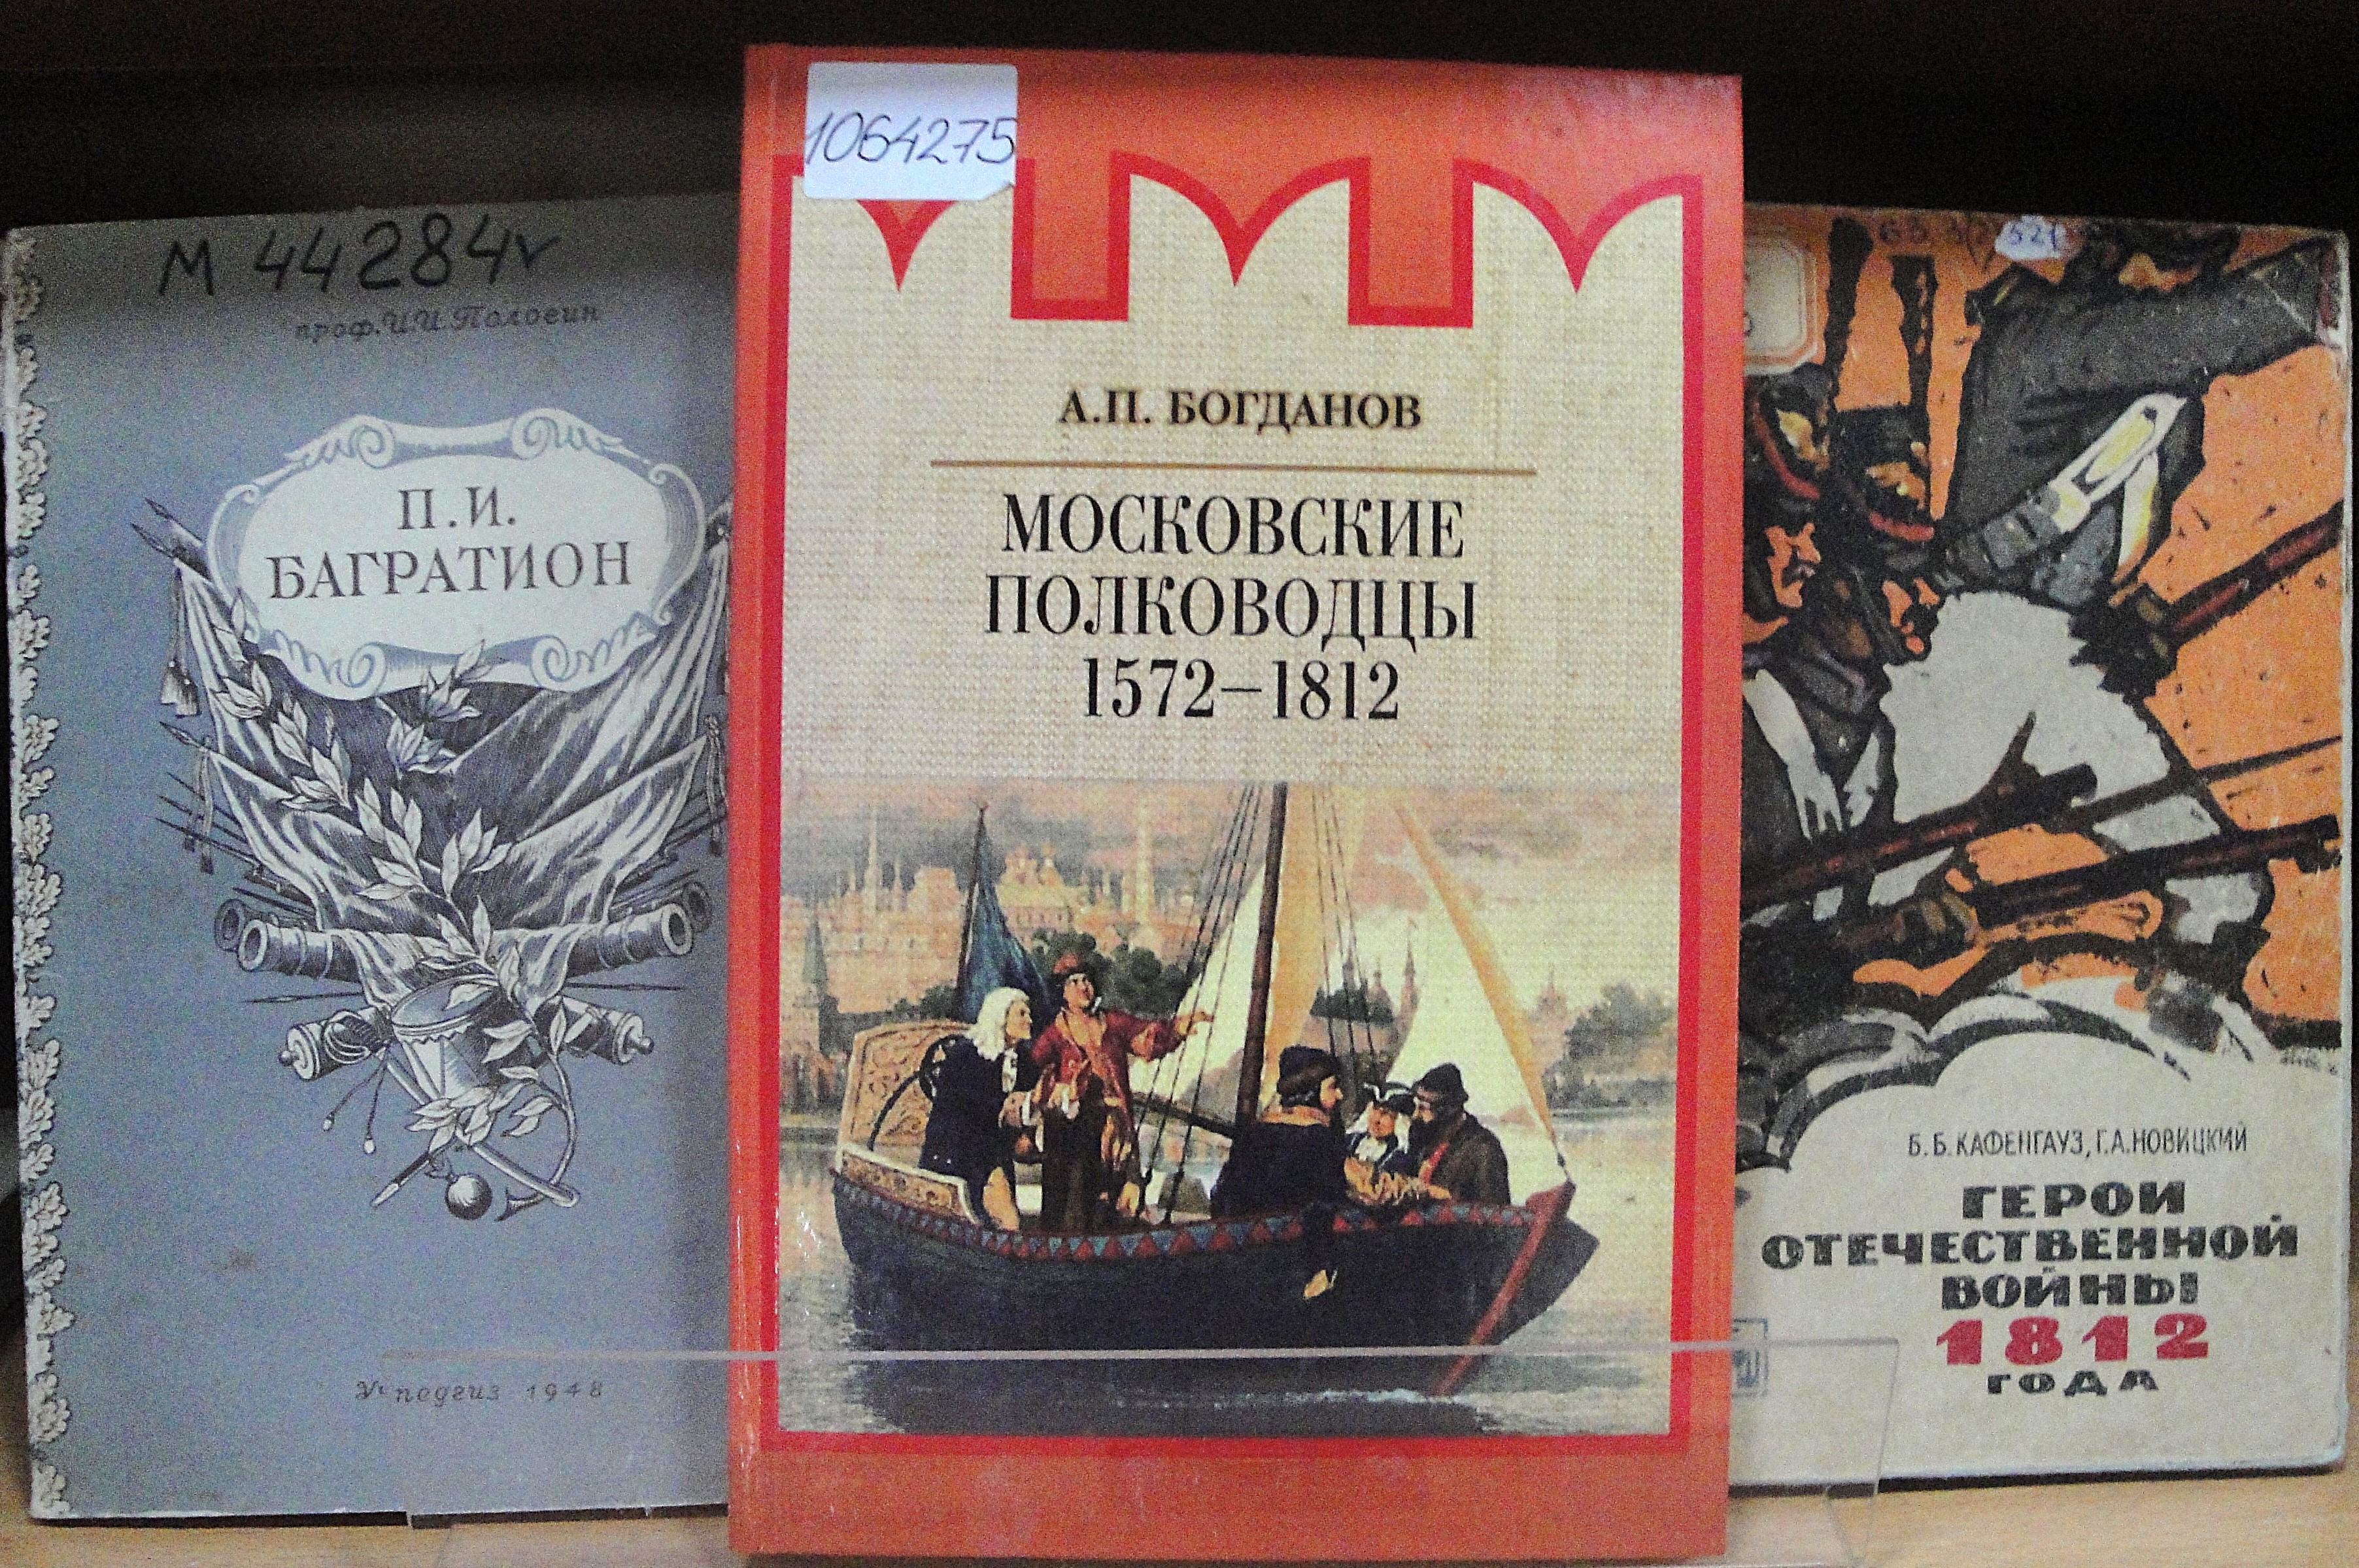 М 44284
проф. И.И. Полосин
П.И.
БАГРАТИОН
Учпедгиз 1948
1064275
А.П. БОГДАНОВ
МОСКОВСКИЕ
ПОЛКОВОДЦЫ
1572–1812
Б.Б. КАФЕНГАУЗ, Г.А. НОВИЦКИЙ
ГЕРОИ
ОТЕЧЕСТВЕННОЙ
ВОЙНЫ
1812
ГОДА